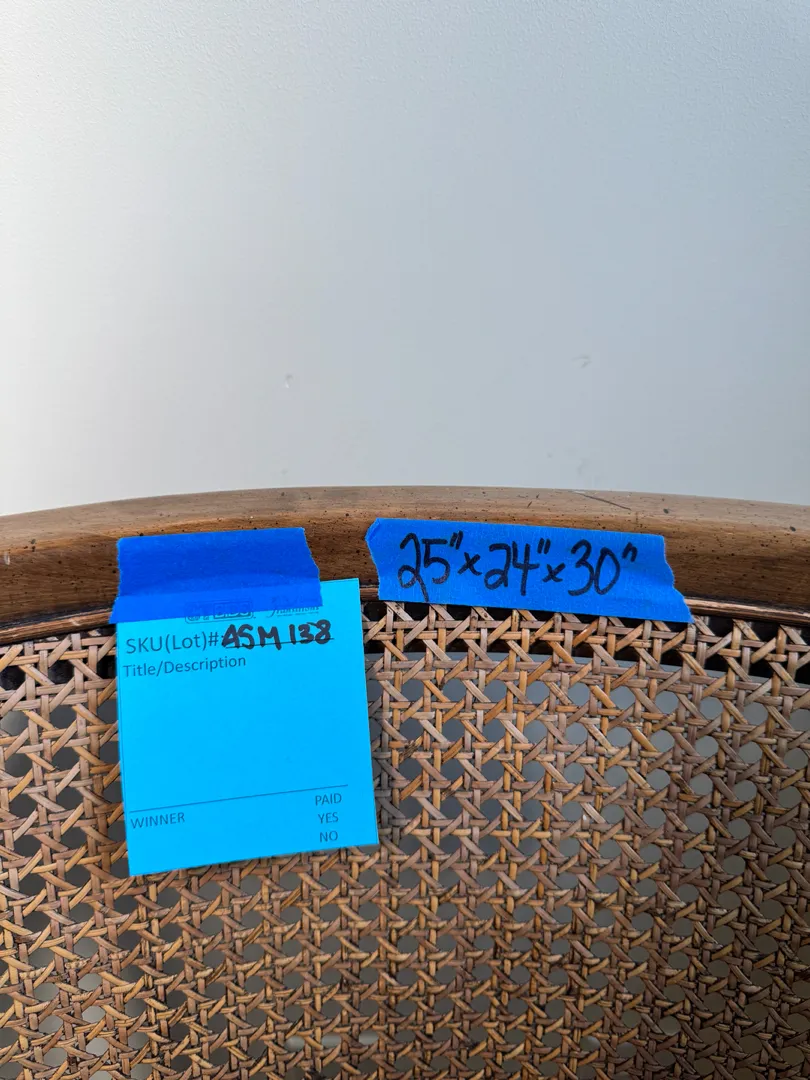 25"x24"x30"
SKU(Lot)#ASM 138
Title/Description
WINNER
PAID
YES
NO